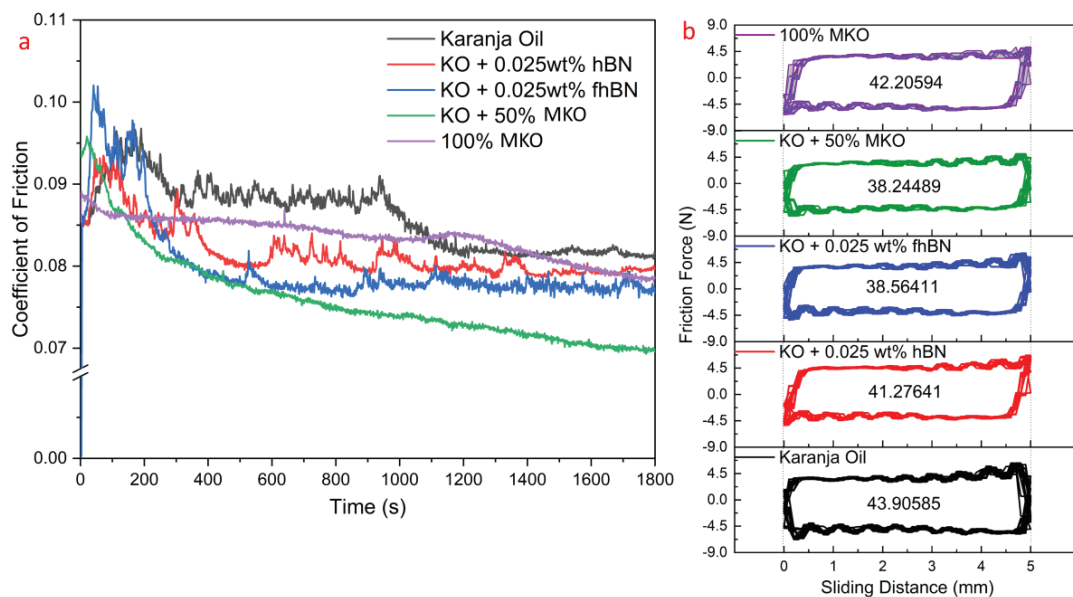 a
0.11
0.10
0.09
0.08
0.07
0.00
Coefficient of Friction
Karanja Oil
KO + 0.025wt% hBN
KO + 0.025wt% fhBN
KO + 50% MKO
100% MKO
0 200 400 600 800 1000 1200 1400 1600 1800
Time (s)
b
Friction Force (N)
9.0
4.5
0.0
-4.5
-9.0
100% MKO
42.20594
4.5
0.0
-4.5
-9.0
KO + 50% MKO
38.24489
4.5
0.0
-4.5
-9.0
KO + 0.025 wt% fhBN
38.56411
4.5
0.0
-4.5
-9.0
KO + 0.025 wt% hBN
41.27641
4.5
0.0
-4.5
-9.0
Karanja Oil
43.90585
0 1 2 3 4 5
Sliding Distance (mm)